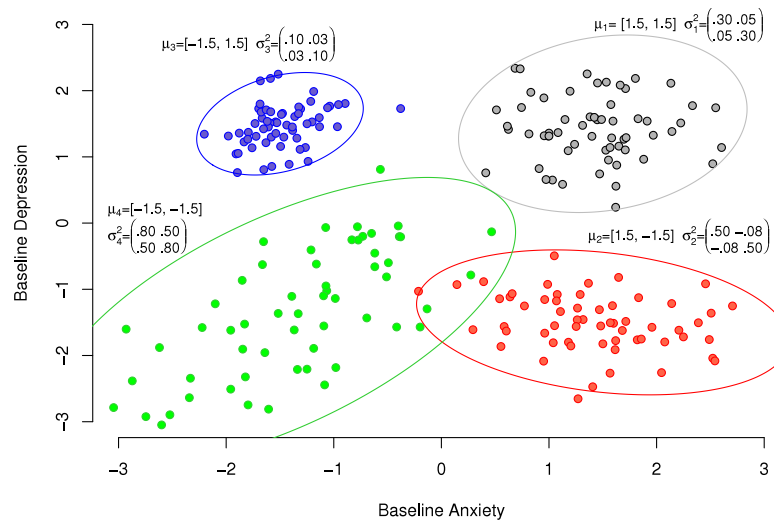 μ₁= [1.5, 1.5] σ₁²=(.30 .05
.05 .30)
μ₃=[-1.5, 1.5] σ₃²=(.10 .03
.03 .10)
μ₄=[-1.5, -1.5]
σ₄²=(.80 .50
.50 .80)
μ₂=[1.5, -1.5] σ₂²=(.50 -.08
-.08 .50)
Baseline Depression
3
2
1
0
-1
-2
-3
-3 -2 -1 0 1 2 3
Baseline Anxiety